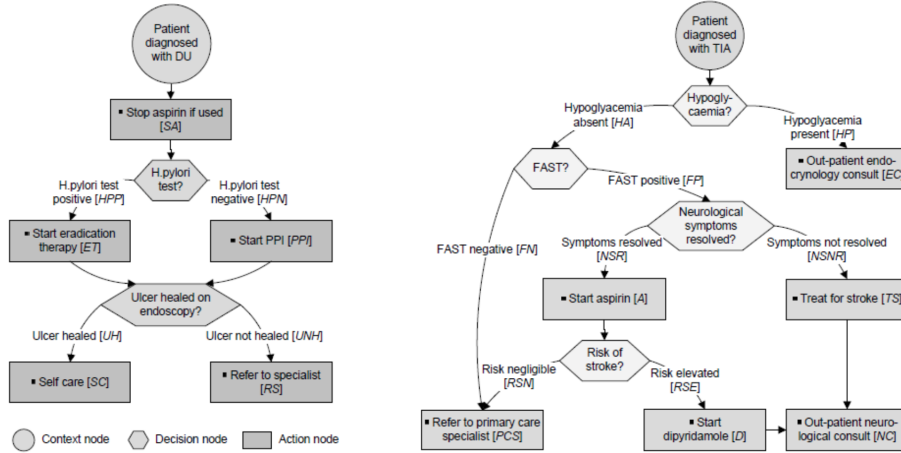 Patient
diagnosed
with DU
▪ Stop aspirin if used
[SA]
H.pylori
test?
H.pylori test
positive [HPP]
H.pylori test
negative [HPN]
▪ Start eradication
therapy [ET]
▪ Start PPI [PPI]
Ulcer healed on
endoscopy?
Ulcer healed [UH]
Ulcer not healed [UNH]
▪ Self care [SC]
▪ Refer to specialist
[RS]
Context node
Decision node
Action node
Patient
diagnosed
with TIA
Hypogly-
caemia?
Hypoglyacemia
absent [HA]
Hypoglyacemia
present [HP]
▪ Out-patient endo-
crynology consult [EC]
FAST?
FAST positive [FP]
FAST negative [FN]
Neurological
symptoms
resolved?
Symptoms resolved
[NSR]
Symptoms not resolved
[NSNR]
▪ Start aspirin [A]
▪ Treat for stroke [TS]
Risk of
stroke?
Risk negligible
[RSN]
Risk elevated
[RSE]
▪ Refer to primary care
specialist [PCS]
▪ Start
dipyridamole [D]
▪ Out-patient neuro-
logical consult [NC]